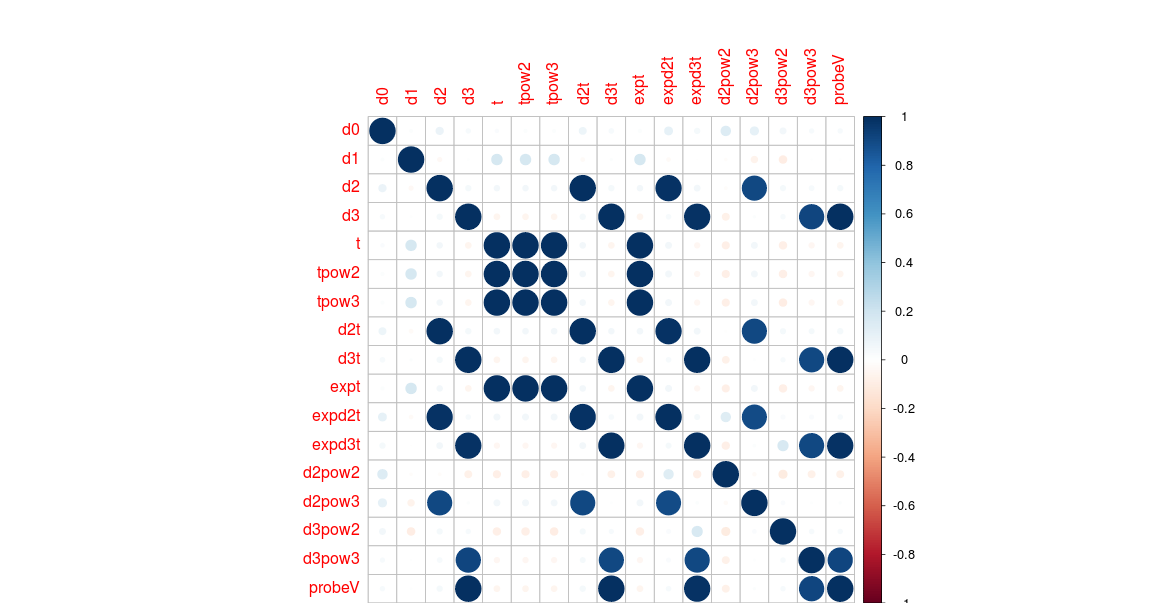 d0 d1 d2 d3 t tpow2 tpow3 d2t d3t expt expd2t expd3t d2pow2 d2pow3 d3pow2 d3pow3 probeV
d0
d1
d2
d3
t
tpow2
tpow3
d2t
d3t
expt
expd2t
expd3t
d2pow2
d2pow3
d3pow2
d3pow3
probeV
1
0.8
0.6
0.4
0.2
0
-0.2
-0.4
-0.6
-0.8
-1